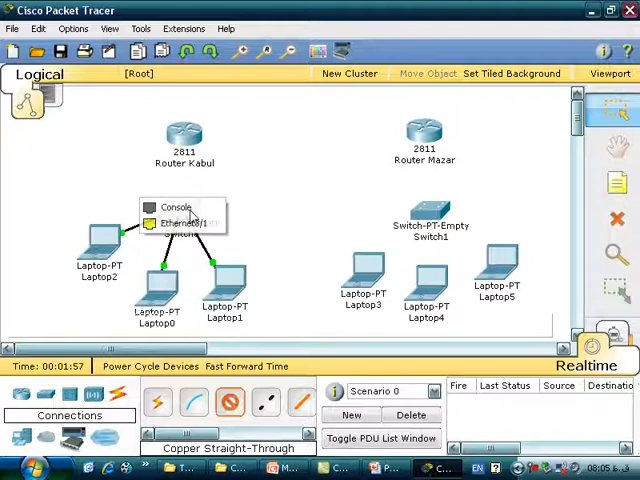 Cisco Packet Tracer
File Edit Options View Tools Extensions Help
Logical [Root] New Cluster Move Object Set Tiled Background Viewport
2811
Router Kabul
2811
Router Mazar
Console
Ethernet8/1
Switch-PT-Empty
Switch1
Laptop-PT
Laptop2
Laptop-PT
Laptop0
Laptop-PT
Laptop1
Laptop-PT
Laptop3
Laptop-PT
Laptop4
Laptop-PT
Laptop5
Time: 00:01:57 Power Cycle Devices Fast Forward Time
Realtime
Connections
Copper Straight-Through
Scenario 0
New Delete
Toggle PDU List Window
Fire Last Status Source Destinatio
T... C... M... C... P... C... EN 08:05